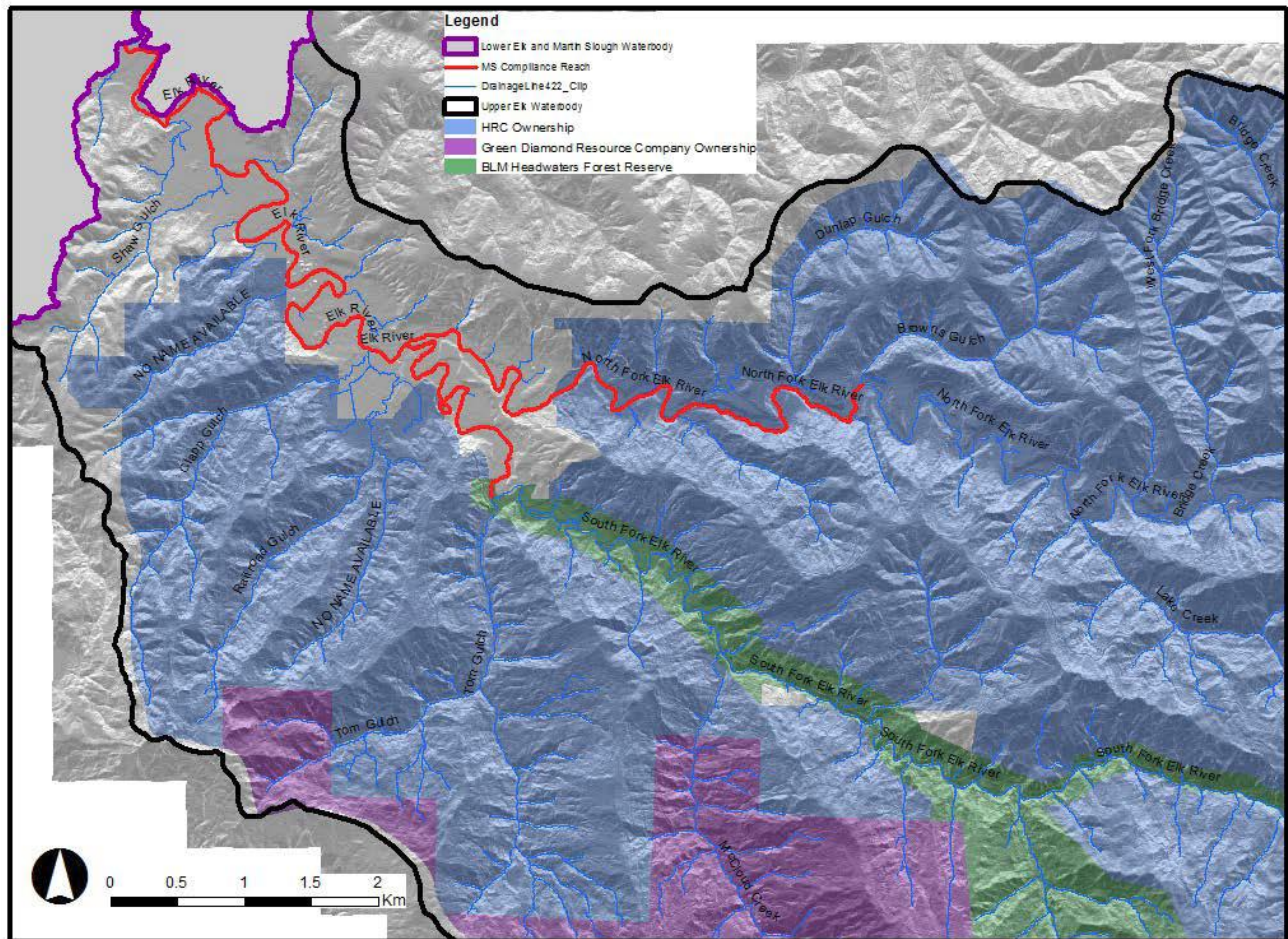 Legend
Lower Elk and Martin Slough Waterbody
MS Compliance Reach
DrainageLine422_Clip
Upper Elk Waterbody
HRC Ownership
Green Diamond Resource Company Ownership
BLM Headwaters Forest Reserve
Elk River
Bridge Creek
West Fork Bridge Creek
Shaw Gulch
Elk River
Dunlap Gulch
NO NAME AVAILABLE
Elk River
Elk River
Browns Gulch
North Fork Elk River
North Fork Elk River
North Fork Elk River
Clapp Gulch
North Fork Elk River
Bridge Creek
Railroad Gulch
NO NAME AVAILABLE
South Fork Elk River
Lake Creek
Tom Gulch
South Fork Elk River
Tom Gulch
South Fork Elk River
South Fork Elk River
McCloud Creek
0 0.5 1 1.5 2
Km